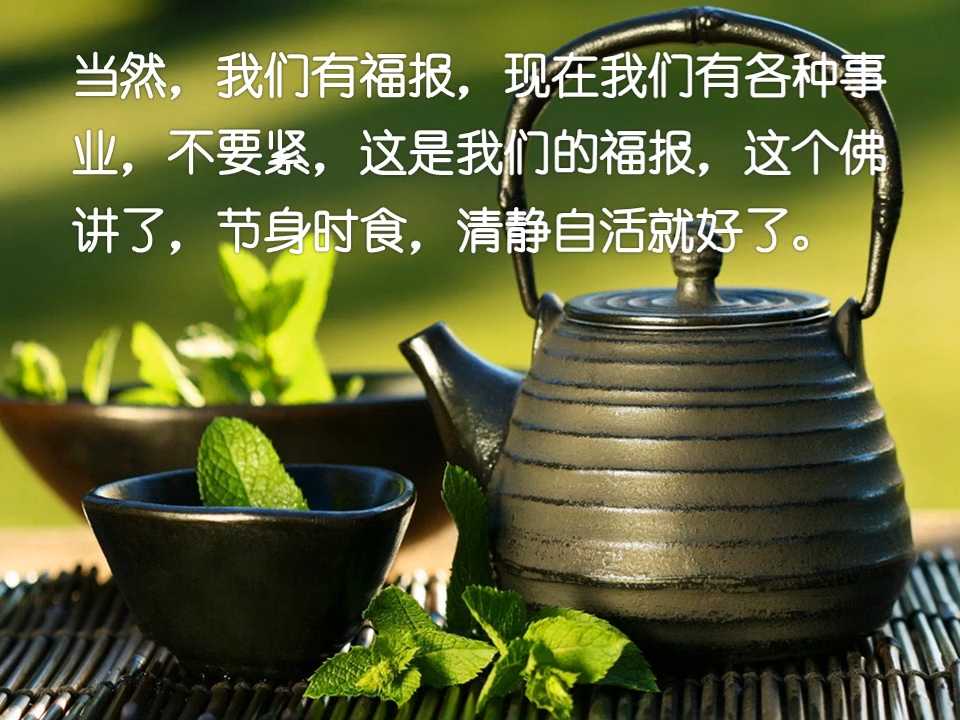 当然，我们有福报，现在我们有各种事
业，不要紧，这是我们的福报，这个佛
讲了，节身时食，清静自活就好了。